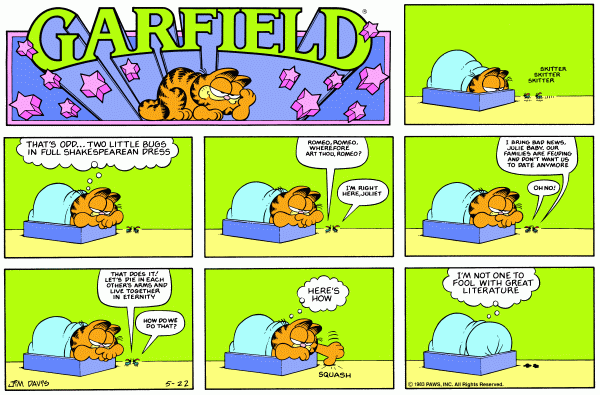 GARFIELD
®
SKITTER
SKITTER
SKITTER
THAT'S ODD... TWO LITTLE BUGS
IN FULL SHAKESPEAREAN DRESS
ROMEO, ROMEO.
WHEREFORE
ART THOU, ROMEO?
I'M RIGHT
HERE, JULIET
I BRING BAD NEWS,
JULIE BABY. OUR
FAMILIES ARE FEUDING
AND DON'T WANT US
TO DATE ANYMORE
OH NO!
THAT DOES IT!
LET'S DIE IN EACH
OTHER'S ARMS AND
LIVE TOGETHER
IN ETERNITY
HOW DO WE
DO THAT?
JIM DAVIS
5-22
HERE'S
HOW
SQUASH
I'M NOT ONE TO
FOOL WITH GREAT
LITERATURE
© 1983 PAWS, INC. All Rights Reserved.